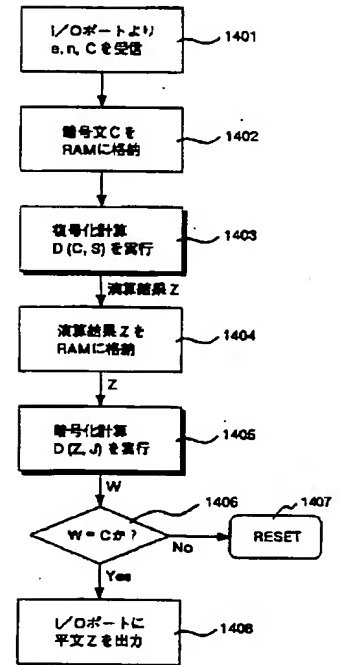 I/Oポートより
e, n, C を受信
1401
暗号文 C を
RAMに格納
1402
復号化計算
D (C, S) を実行
1403
演算結果 Z
演算結果 Z を
RAMに格納
1404
Z
暗号化計算
D (Z, J) を実行
1405
W
1406
W = Cか ?
No
1407
RESET
Yes
I/Oポートに
平文 Z を出力
1408